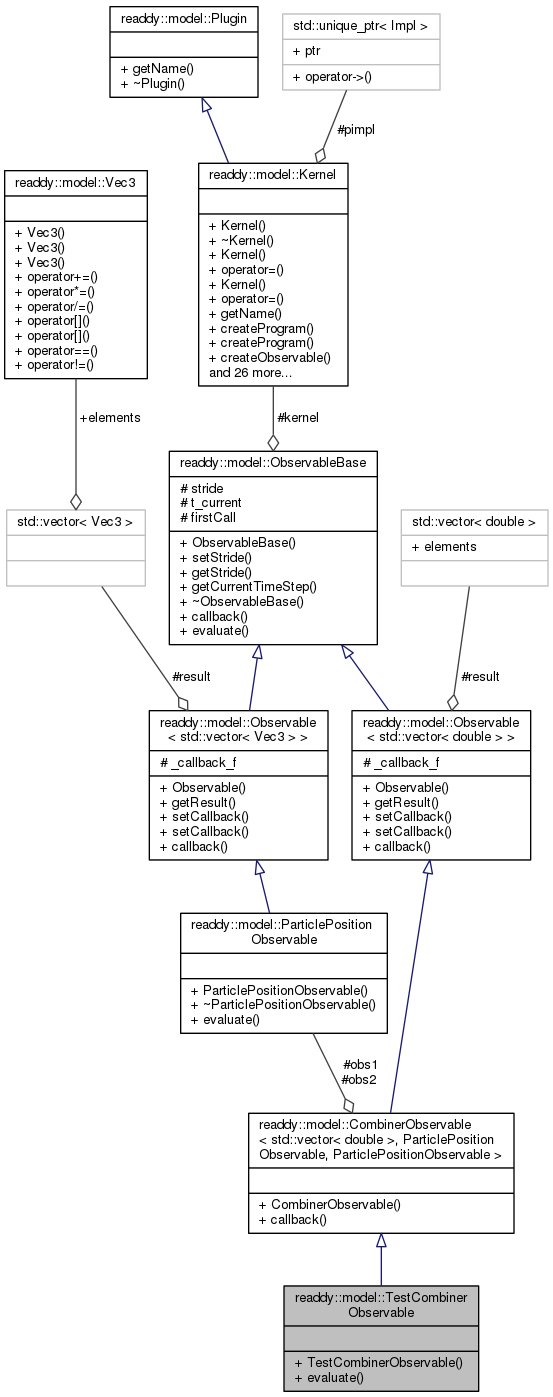 readdy::model::Plugin
+ getName()
+ ~Plugin()
std::unique_ptr< Impl >
+ ptr
+ operator->()
#pimpl
readdy::model::Vec3
+ Vec3()
+ Vec3()
+ Vec3()
+ operator+=()
+ operator*=()
+ operator/=()
+ operator[]()
+ operator[]()
+ operator==()
+ operator!=()
readdy::model::Kernel
+ Kernel()
+ ~Kernel()
+ Kernel()
+ operator=()
+ Kernel()
+ operator=()
+ getName()
+ createProgram()
+ createProgram()
+ createObservable()
and 26 more...
+elements
#kernel
readdy::model::ObservableBase
# stride
# t_current
# firstCall
+ ObservableBase()
+ setStride()
+ getStride()
+ getCurrentTimeStep()
+ ~ObservableBase()
+ callback()
+ evaluate()
std::vector< Vec3 >
std::vector< double >
+ elements
#result
#result
readdy::model::Observable
< std::vector< Vec3 > >
# _callback_f
+ Observable()
+ getResult()
+ setCallback()
+ setCallback()
+ callback()
readdy::model::Observable
< std::vector< double > >
# _callback_f
+ Observable()
+ getResult()
+ setCallback()
+ setCallback()
+ callback()
readdy::model::ParticlePosition
Observable
+ ParticlePositionObservable()
+ ~ParticlePositionObservable()
+ evaluate()
#obs1
#obs2
readdy::model::CombinerObservable
< std::vector< double >, ParticlePosition
Observable, ParticlePositionObservable >
+ CombinerObservable()
+ callback()
readdy::model::TestCombiner
Observable
+ TestCombinerObservable()
+ evaluate()